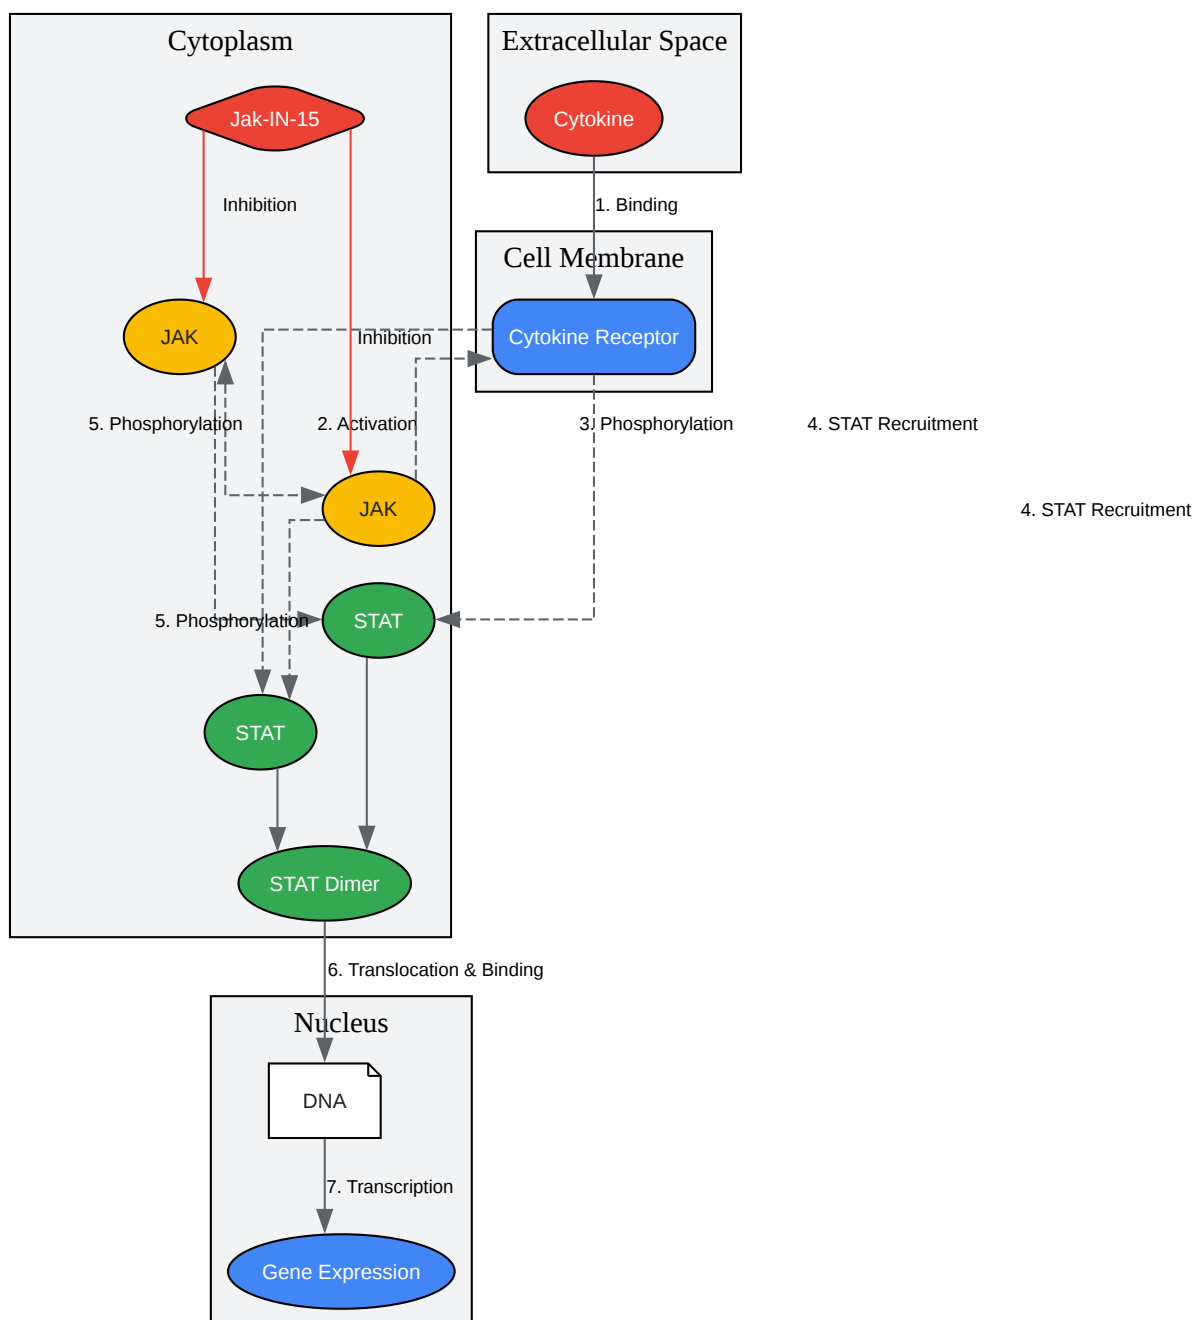 Cytoplasm
Extracellular Space
Jak-IN-15
Cytokine
Inhibition
1. Binding
Cell Membrane
JAK
Inhibition
Cytokine Receptor
5. Phosphorylation
2. Activation
3. Phosphorylation
4. STAT Recruitment
JAK
4. STAT Recruitment
5. Phosphorylation
STAT
STAT
STAT Dimer
6. Translocation & Binding
Nucleus
DNA
7. Transcription
Gene Expression